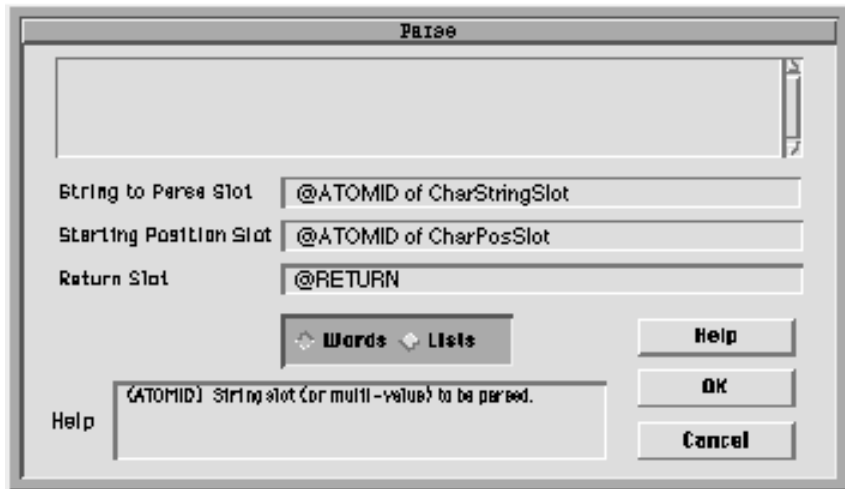 Parse
String to Parse Slot @ATOMID of CharStringSlot
Starting Position Slot @ATOMID of CharPosSlot
Return Slot @RETURN
Words Lists
Help
(ATOMID) String slot (or multi-value) to be parsed.
OK
Help
Cancel